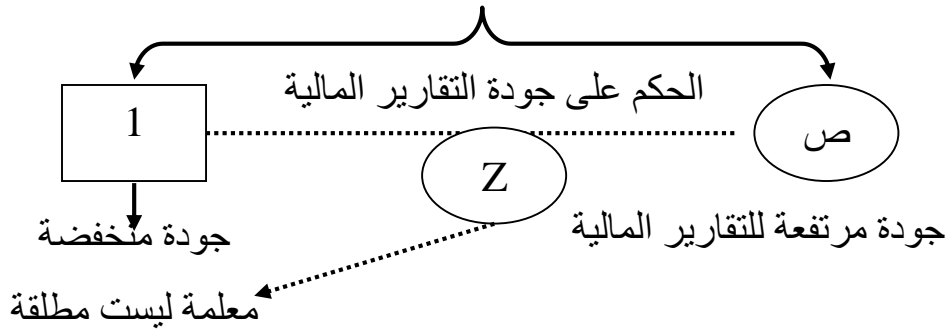 الحكم على جودة التقارير المالية
ص
1
Z
جودة مرتفعة للتقارير المالية
جودة منخفضة
معلمة ليست مطلقة